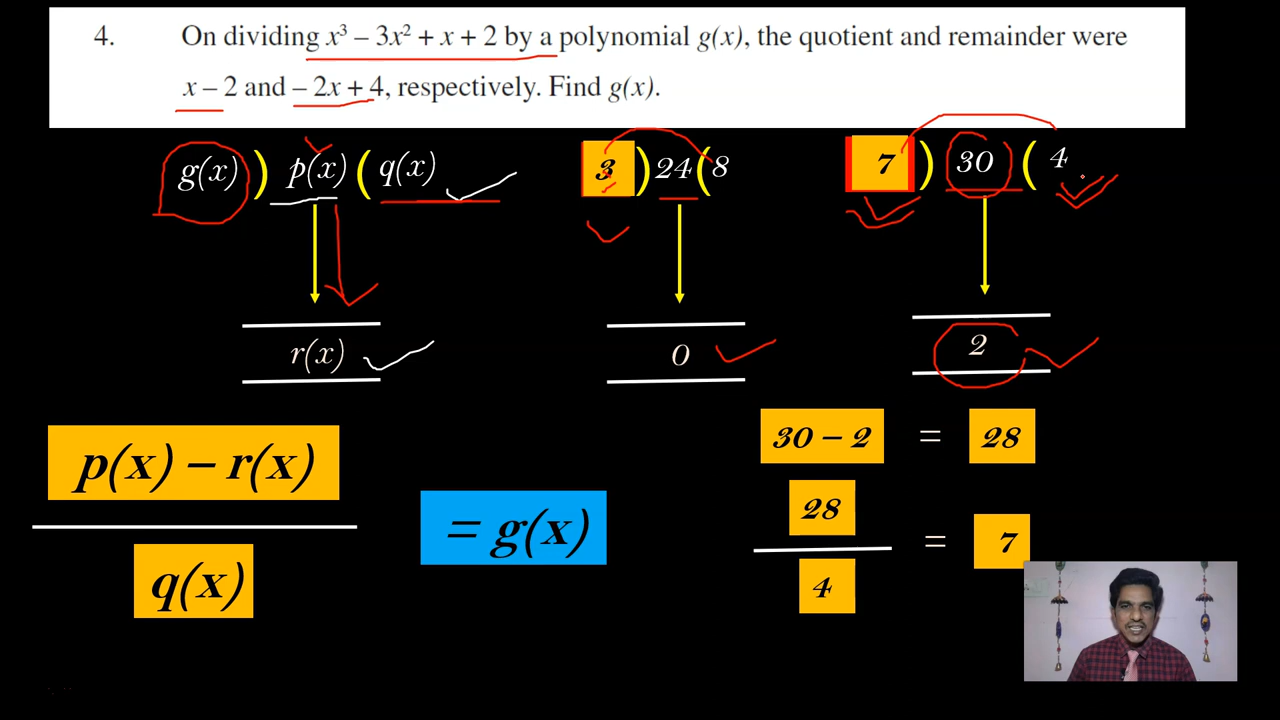 4. On dividing x³ – 3x² + x + 2 by a polynomial g(x), the quotient and remainder were
x – 2 and – 2x + 4, respectively. Find g(x).
g(x) ) p(x) ( q(x)
r(x)
3 ) 24 ( 8
0
7 ) 30 ( 4
2
p(x) – r(x)
q(x)
= g(x)
30 – 2 = 28
28
4
= 7